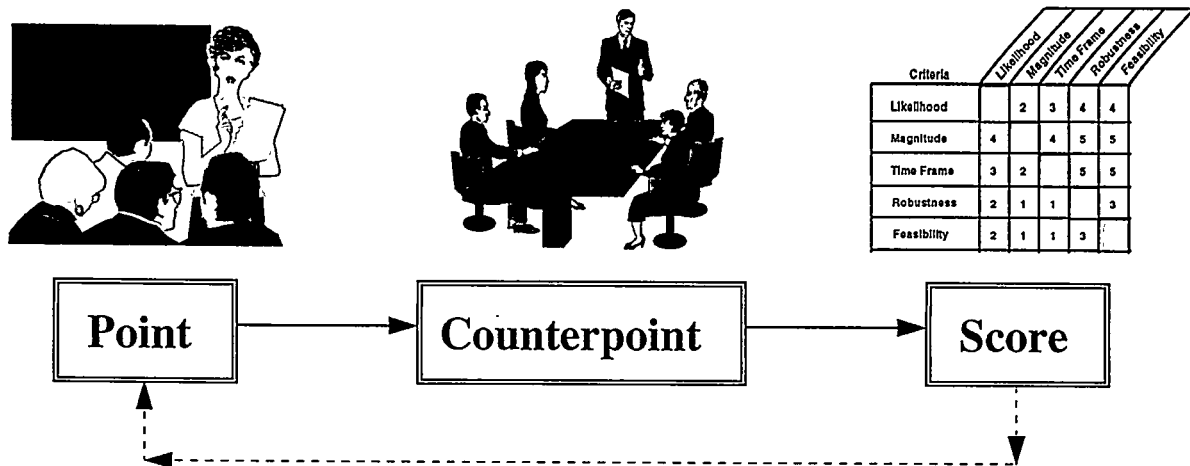 Likelihood Magnitude Time Frame Robustness Feasibility
Criteria
Likelihood 2 3 4 4
Magnitude 4 4 5 5
Time Frame 3 2 5 5
Robustness 2 1 1 3
Feasibility 2 1 1 3
Point Counterpoint Score